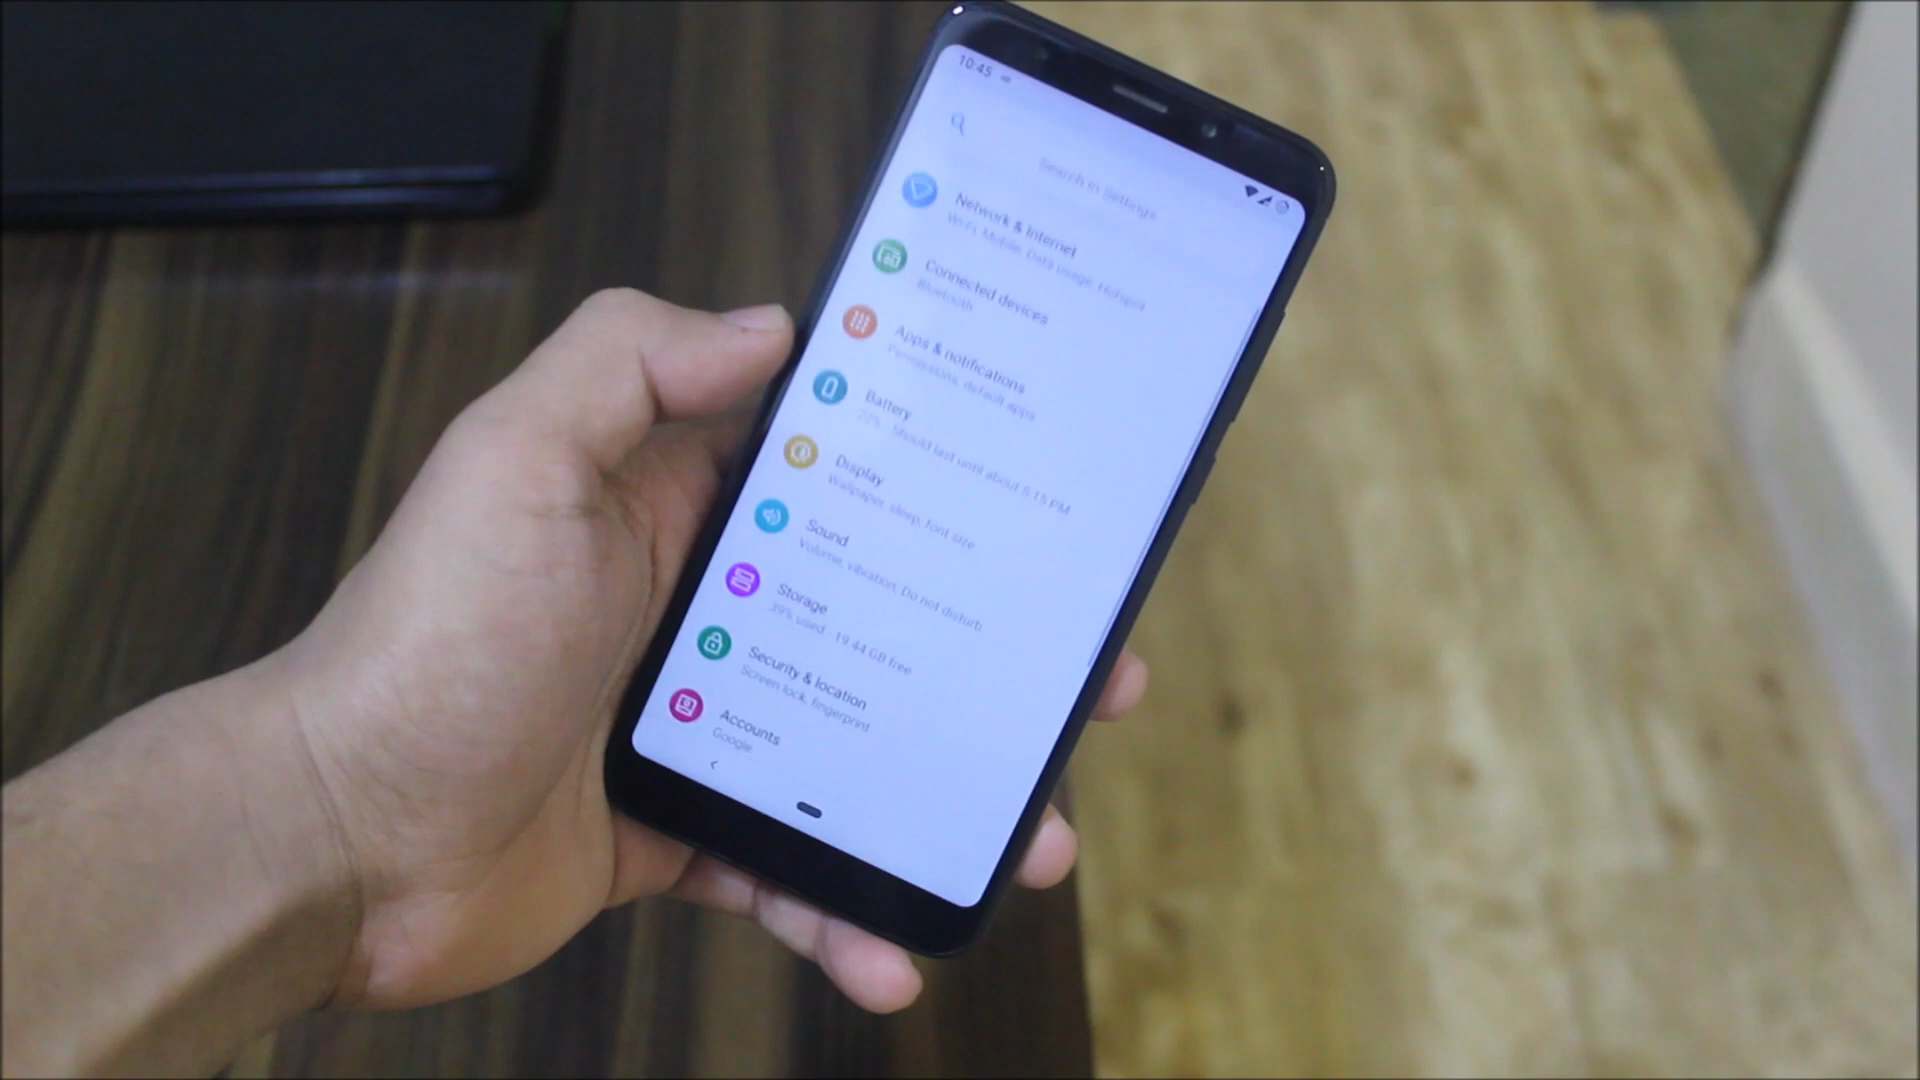 10:45
Search in Settings
Network & Internet
Wi-Fi, Mobile, Data usage, Hotspot
Connected devices
Bluetooth
Apps & notifications
Permissions, default apps
Battery
22% - Should last until about 5:15 PM
Display
Wallpaper, sleep, font size
Sound
Volume, vibration, Do not disturb
Storage
39% used - 19.44 GB free
Security & location
Screen lock, fingerprint
Accounts
Google